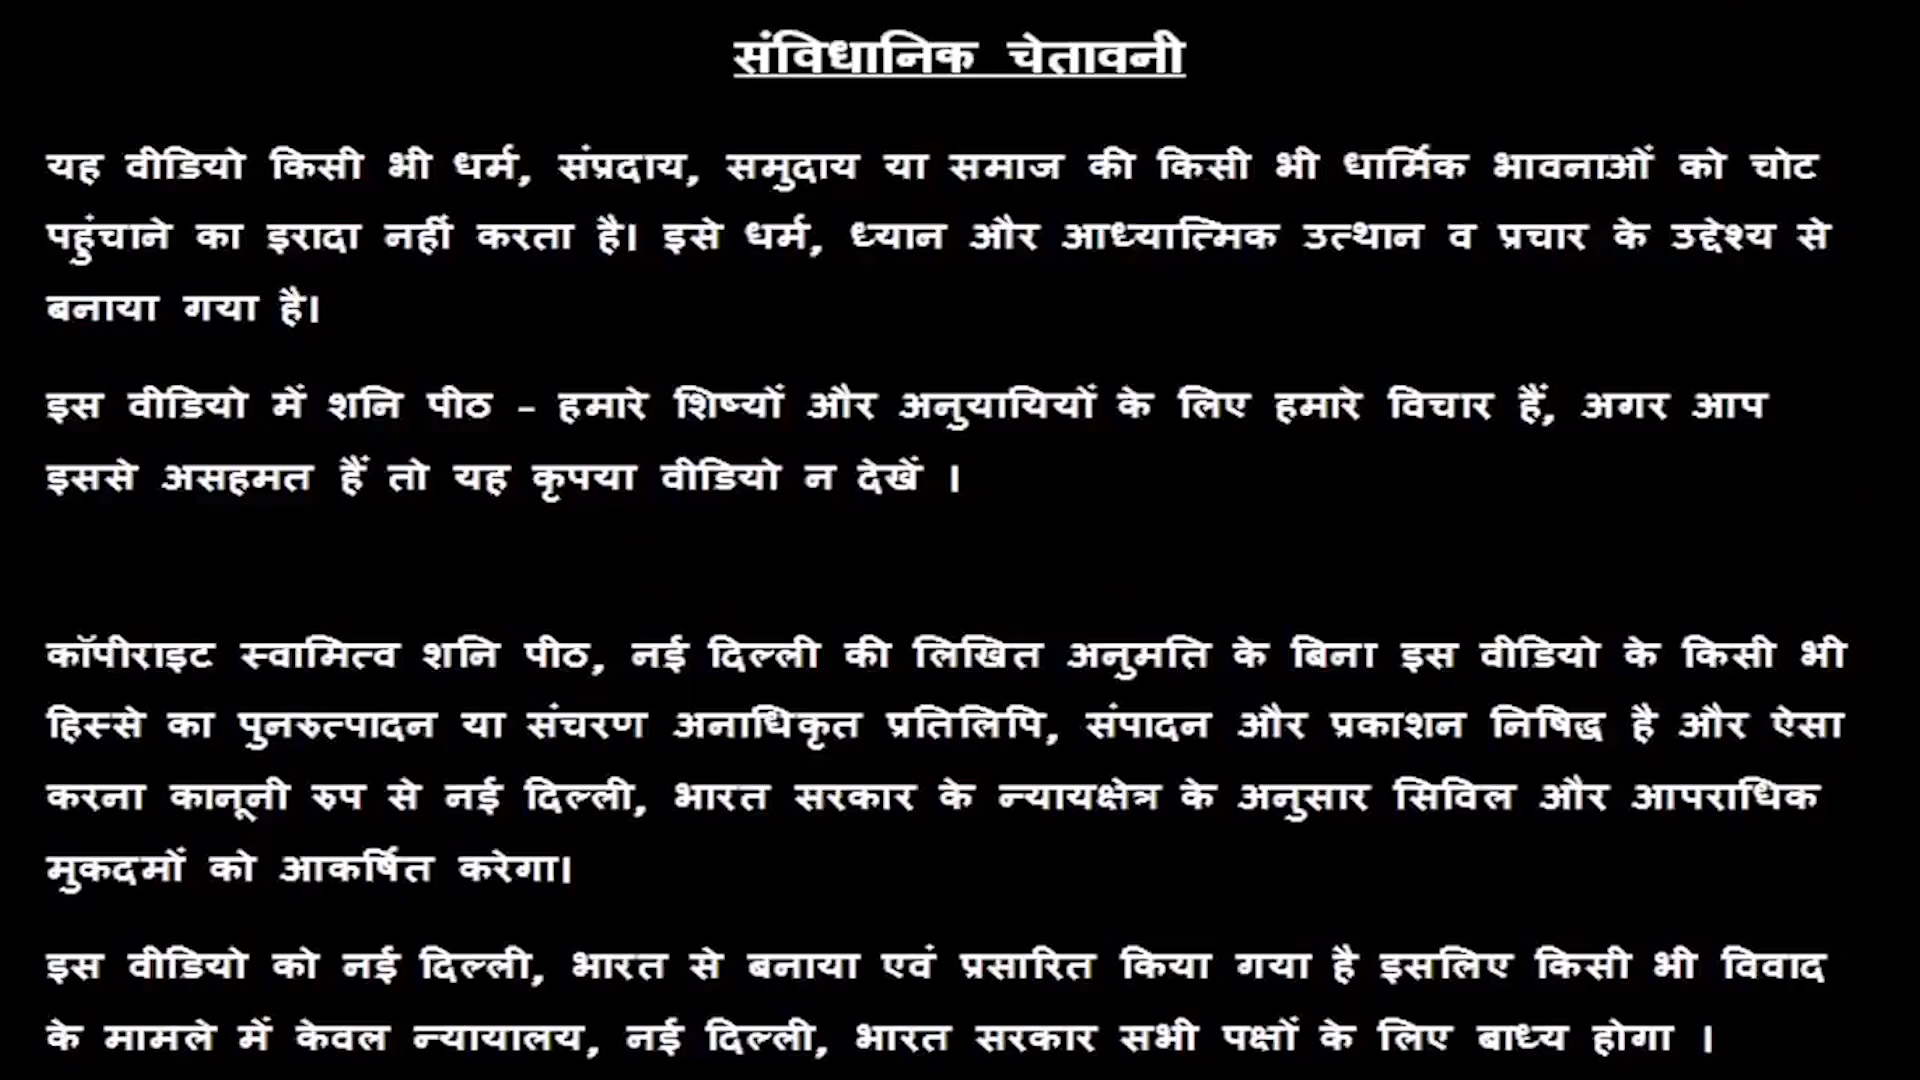 संविधानिक चेतावनी
यह वीडियो किसी भी धर्म, संप्रदाय, समुदाय या समाज की किसी भी धार्मिक भावनाओं को चोट
पहुंचाने का इरादा नहीं करता है। इसे धर्म, ध्यान और आध्यात्मिक उत्थान व प्रचार के उद्देश्य से
बनाया गया है।
इस वीडियो में शनि पीठ – हमारे शिष्यों और अनुयायियों के लिए हमारे विचार हैं, अगर आप
इससे असहमत हैं तो यह कृपया वीडियो न देखें ।
कॉपीराइट स्वामित्व शनि पीठ, नई दिल्ली की लिखित अनुमति के बिना इस वीडियो के किसी भी
हिस्से का पुनरुत्पादन या संचरण अनाधिकृत प्रतिलिपि, संपादन और प्रकाशन निषिद्ध है और ऐसा
करना कानूनी रुप से नई दिल्ली, भारत सरकार के न्यायक्षेत्र के अनुसार सिविल और आपराधिक
मुकदमों को आकर्षित करेगा।
इस वीडियो को नई दिल्ली, भारत से बनाया एवं प्रसारित किया गया है इसलिए किसी भी विवाद
के मामले में केवल न्यायालय, नई दिल्ली, भारत सरकार सभी पक्षों के लिए बाध्य होगा ।